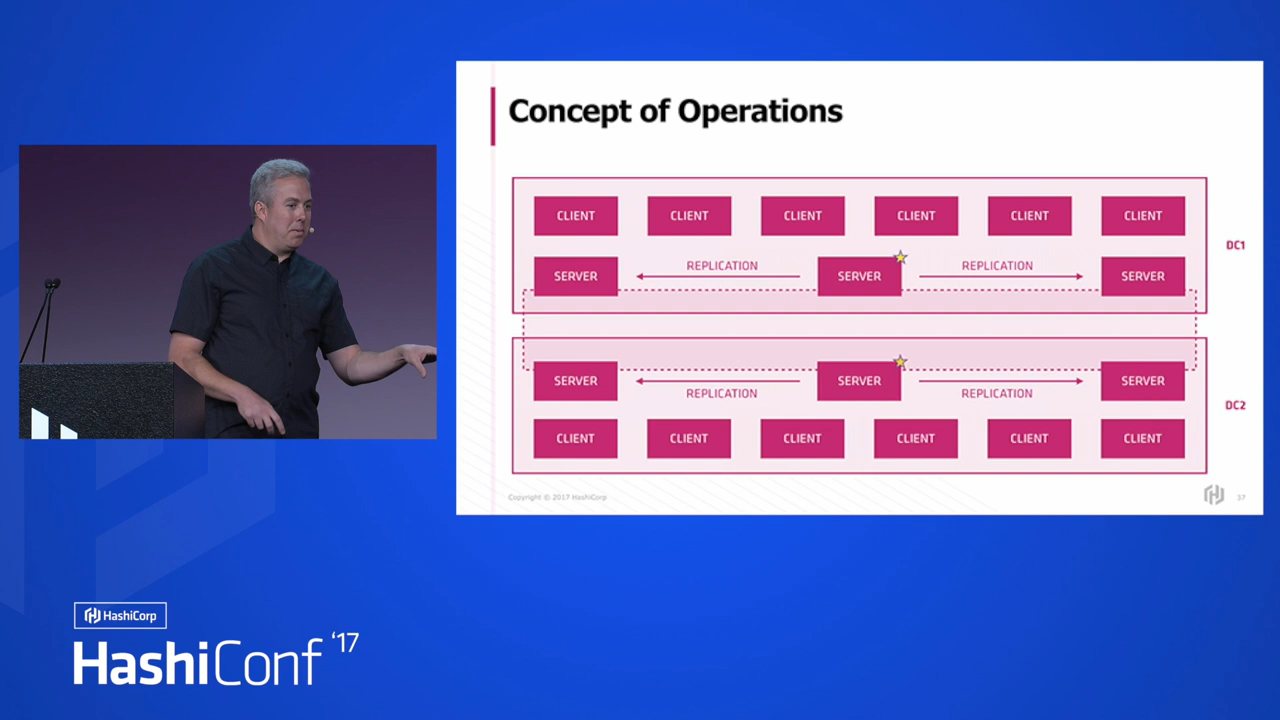 Concept of Operations
CLIENT CLIENT CLIENT CLIENT CLIENT CLIENT
DC1
SERVER REPLICATION SERVER REPLICATION SERVER
SERVER REPLICATION SERVER REPLICATION SERVER
DC2
CLIENT CLIENT CLIENT CLIENT CLIENT CLIENT
Copyright © 2017 HashiCorp
37
HashiCorp
HashiConf '17